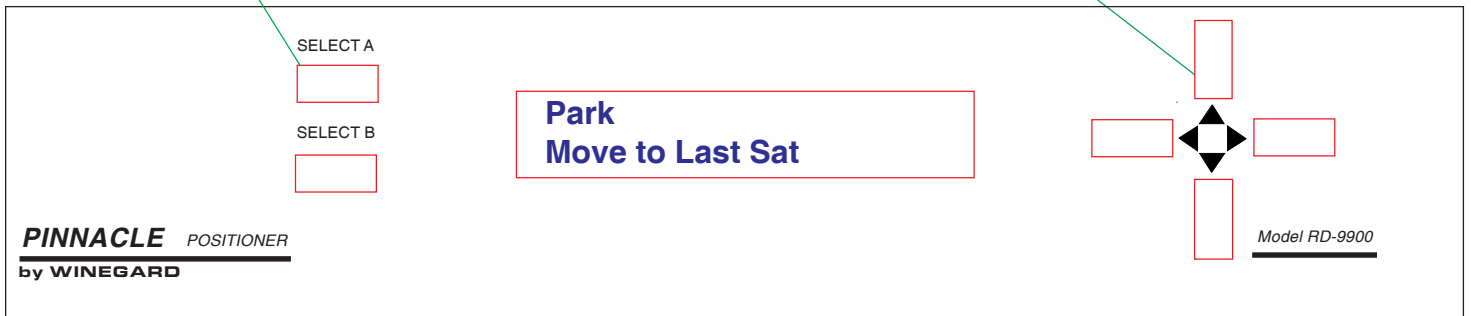 SELECT A
Park
Move to Last Sat
SELECT B
PINNACLE POSITIONER
by WINEGARD
Model RD-9900